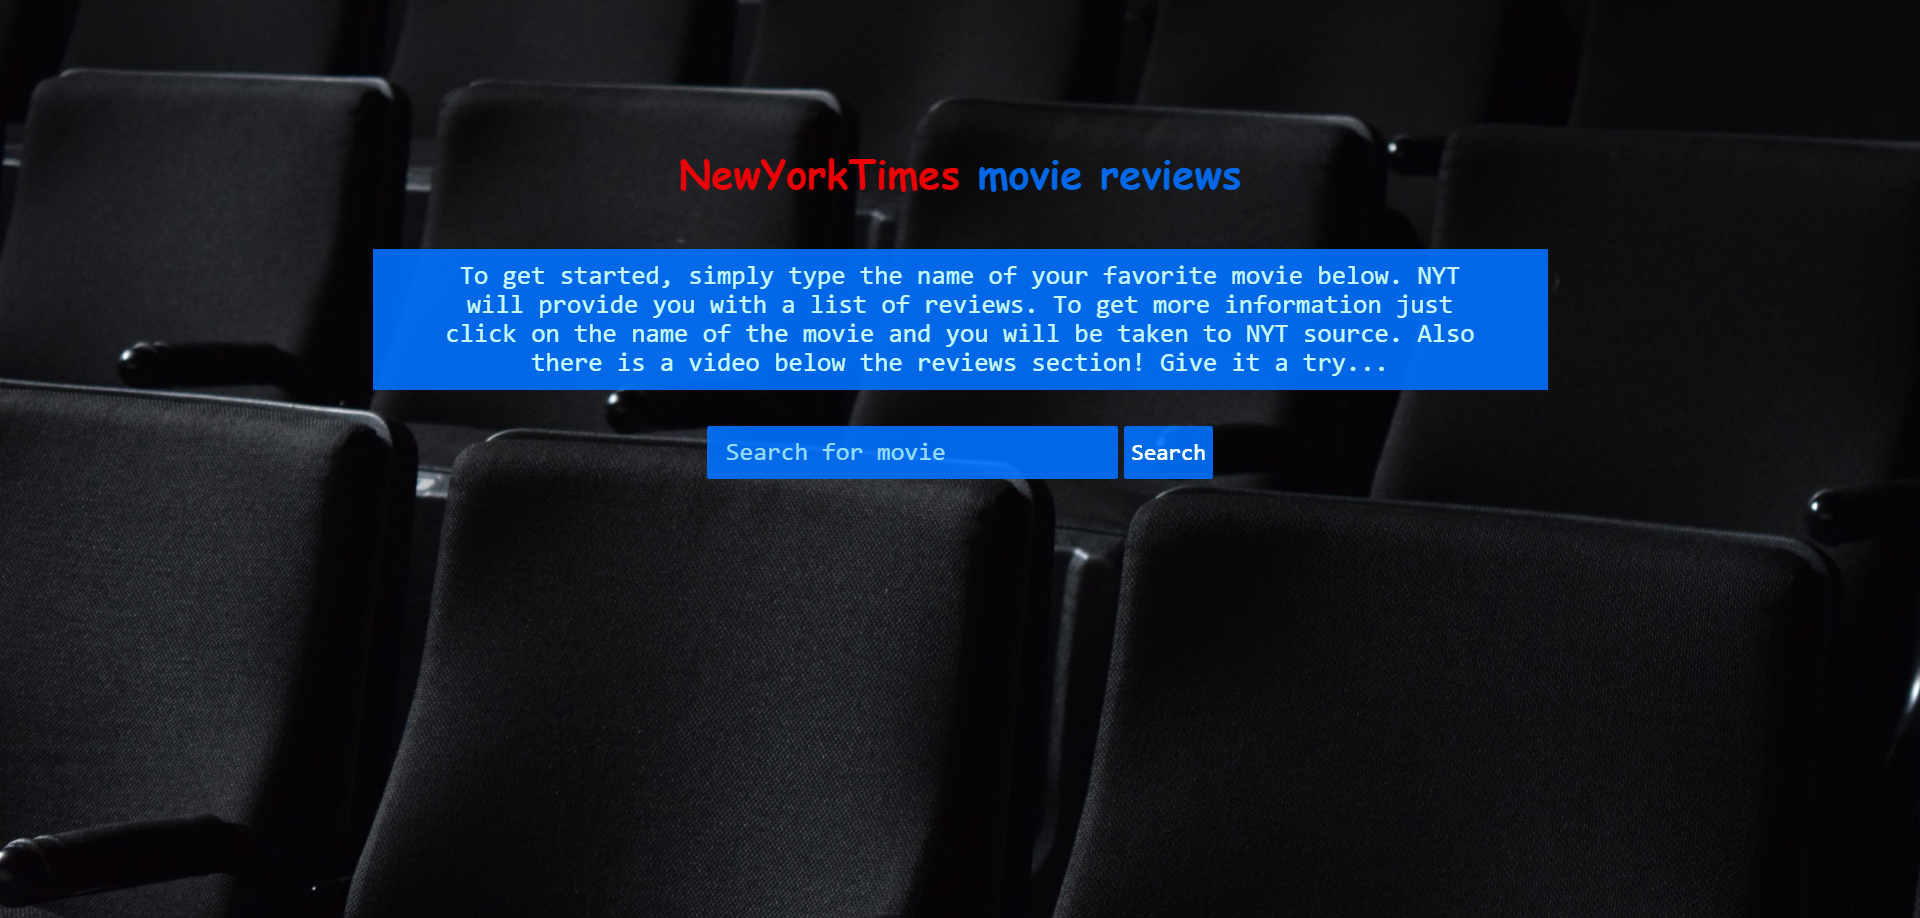 NewYorkTimes movie reviews
To get started, simply type the name of your favorite movie below. NYT
will provide you with a list of reviews. To get more information just
click on the name of the movie and you will be taken to NYT source. Also
there is a video below the reviews section! Give it a try...
Search for movie Search